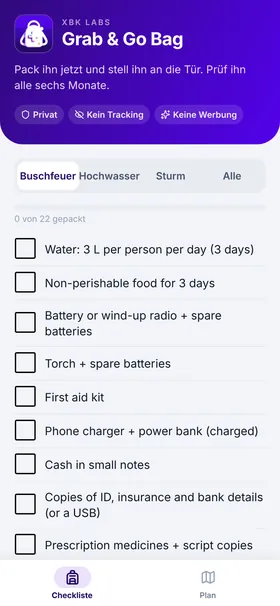 XBK LABS
Grab & Go Bag
Pack ihn jetzt und stell ihn an die Tür. Prüf ihn
alle sechs Monate.
Privat
Kein Tracking
Keine Werbung
Buschfeuer
Hochwasser
Sturm
Alle
0 von 22 gepackt
Water: 3 L per person per day (3 days)
Non-perishable food for 3 days
Battery or wind-up radio + spare
batteries
Torch + spare batteries
First aid kit
Phone charger + power bank (charged)
Cash in small notes
Copies of ID, insurance and bank details
(or a USB)
Prescription medicines + script copies
Checkliste
Plan